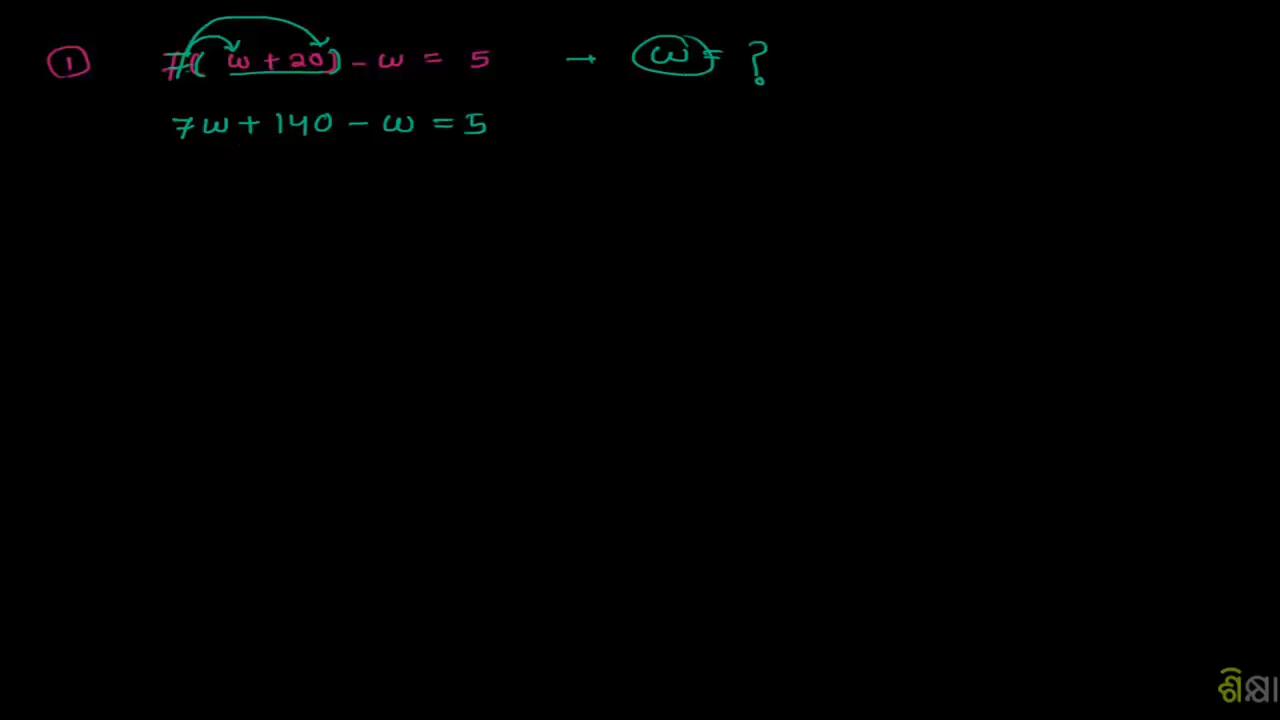 ① 7(w+20) - w = 5 → w = ?
7w + 140 - w = 5
ଶିକ୍ଷା